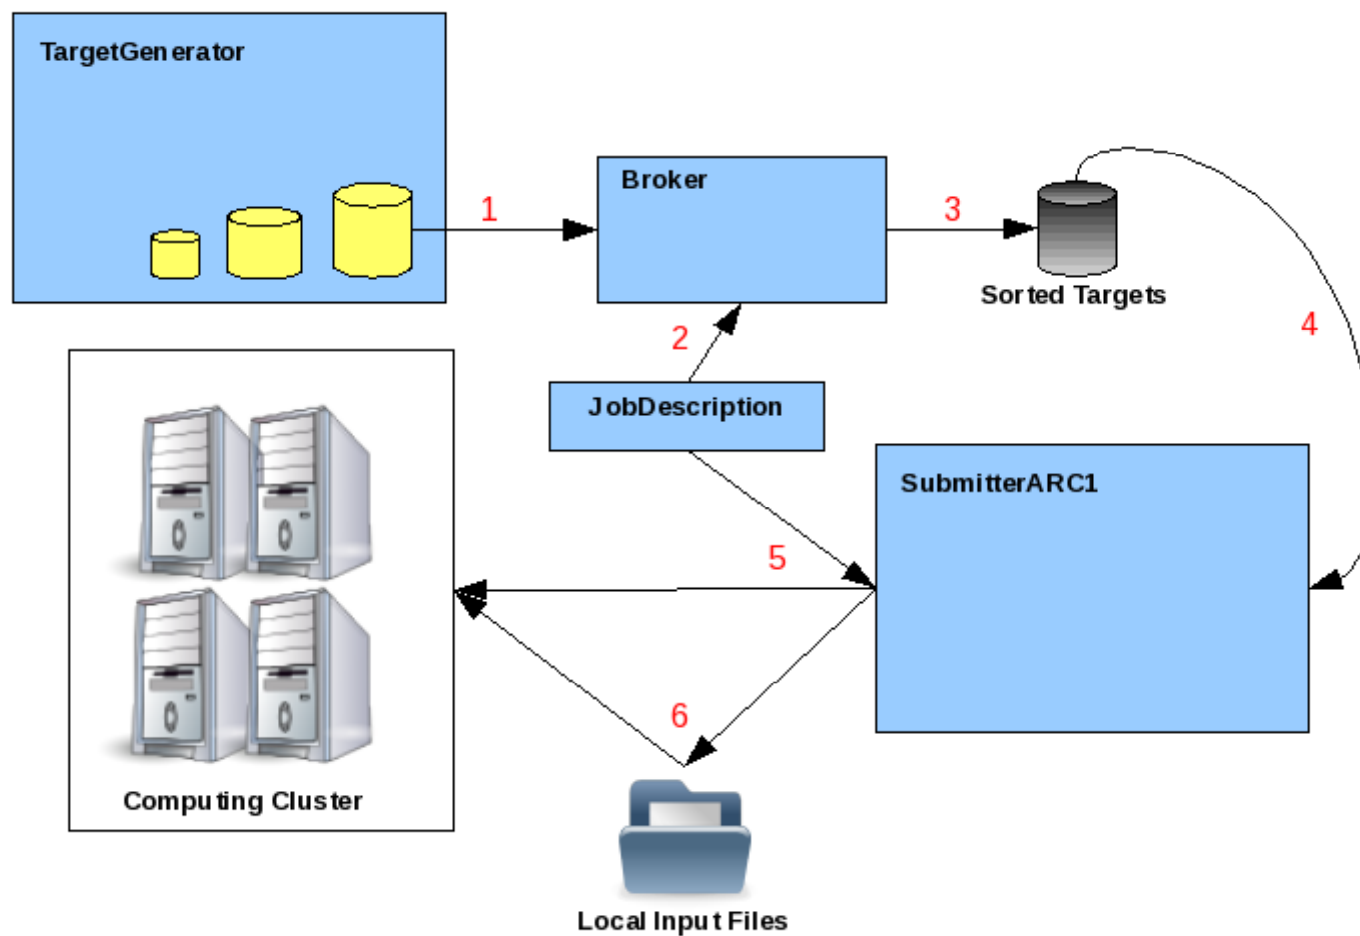 TargetGenerator
Broker
1
3
Sorted Targets
2
4
JobDescription
SubmitterARC1
5
6
Computing Cluster
Local Input Files